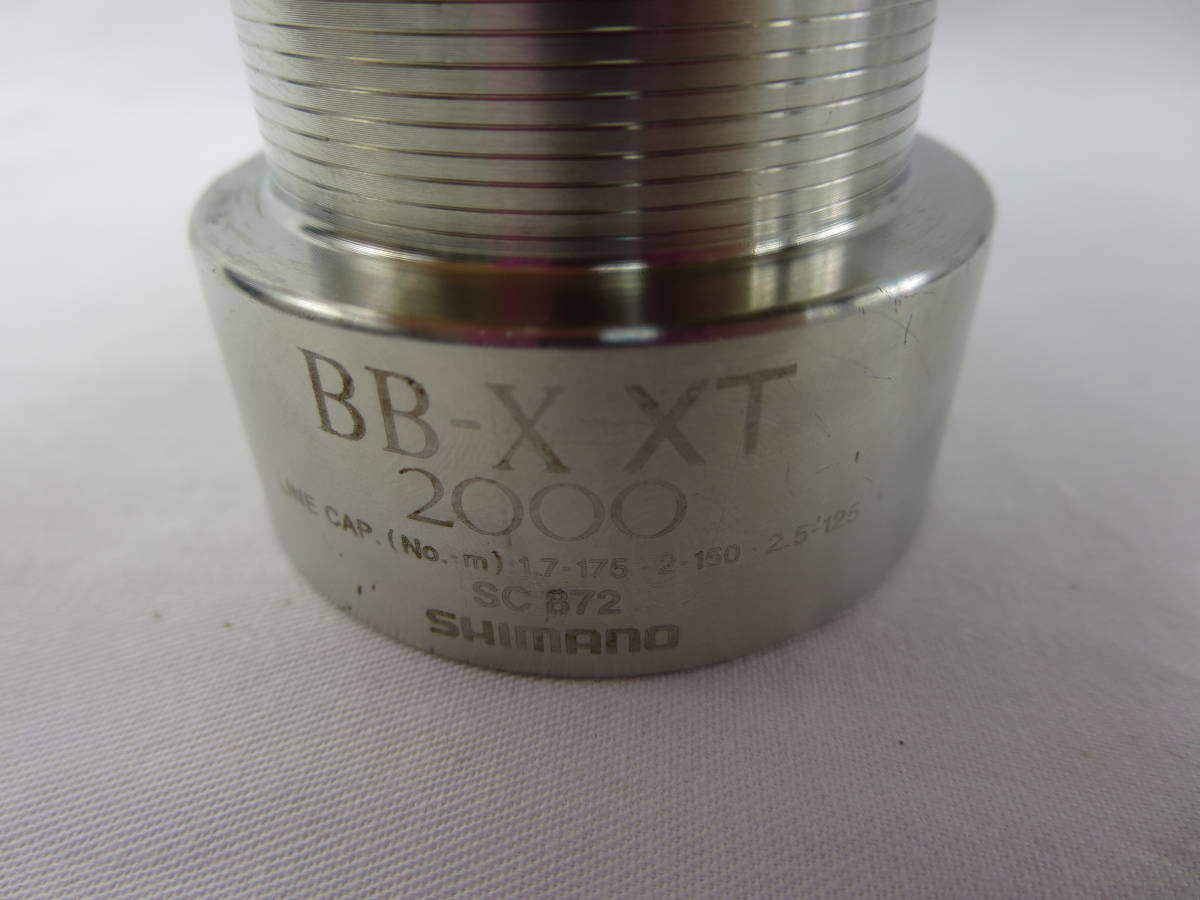 BB-X XT
2000
LINE CAP. (No.-m) 1.7-175 · 2-150 · 2.5-125
SC 872
SHIMANO